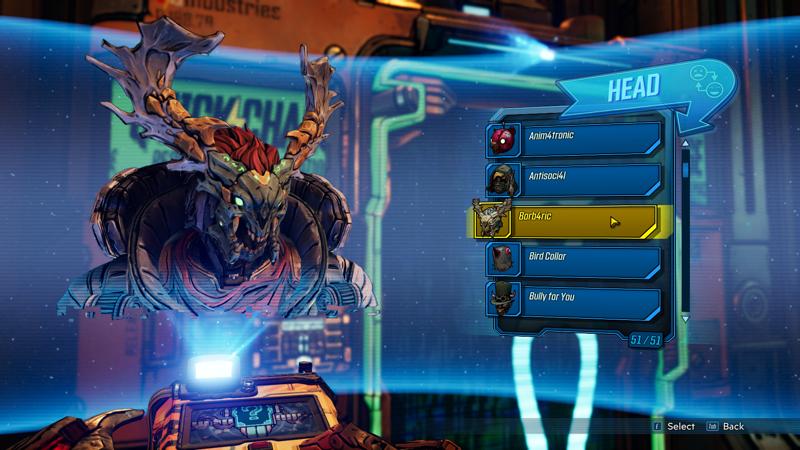 Industries
HEAD
Anim4tronic
Antisoci4l
Barb4ric
Bird Collar
Bully for You
51 / 51
Select
Back